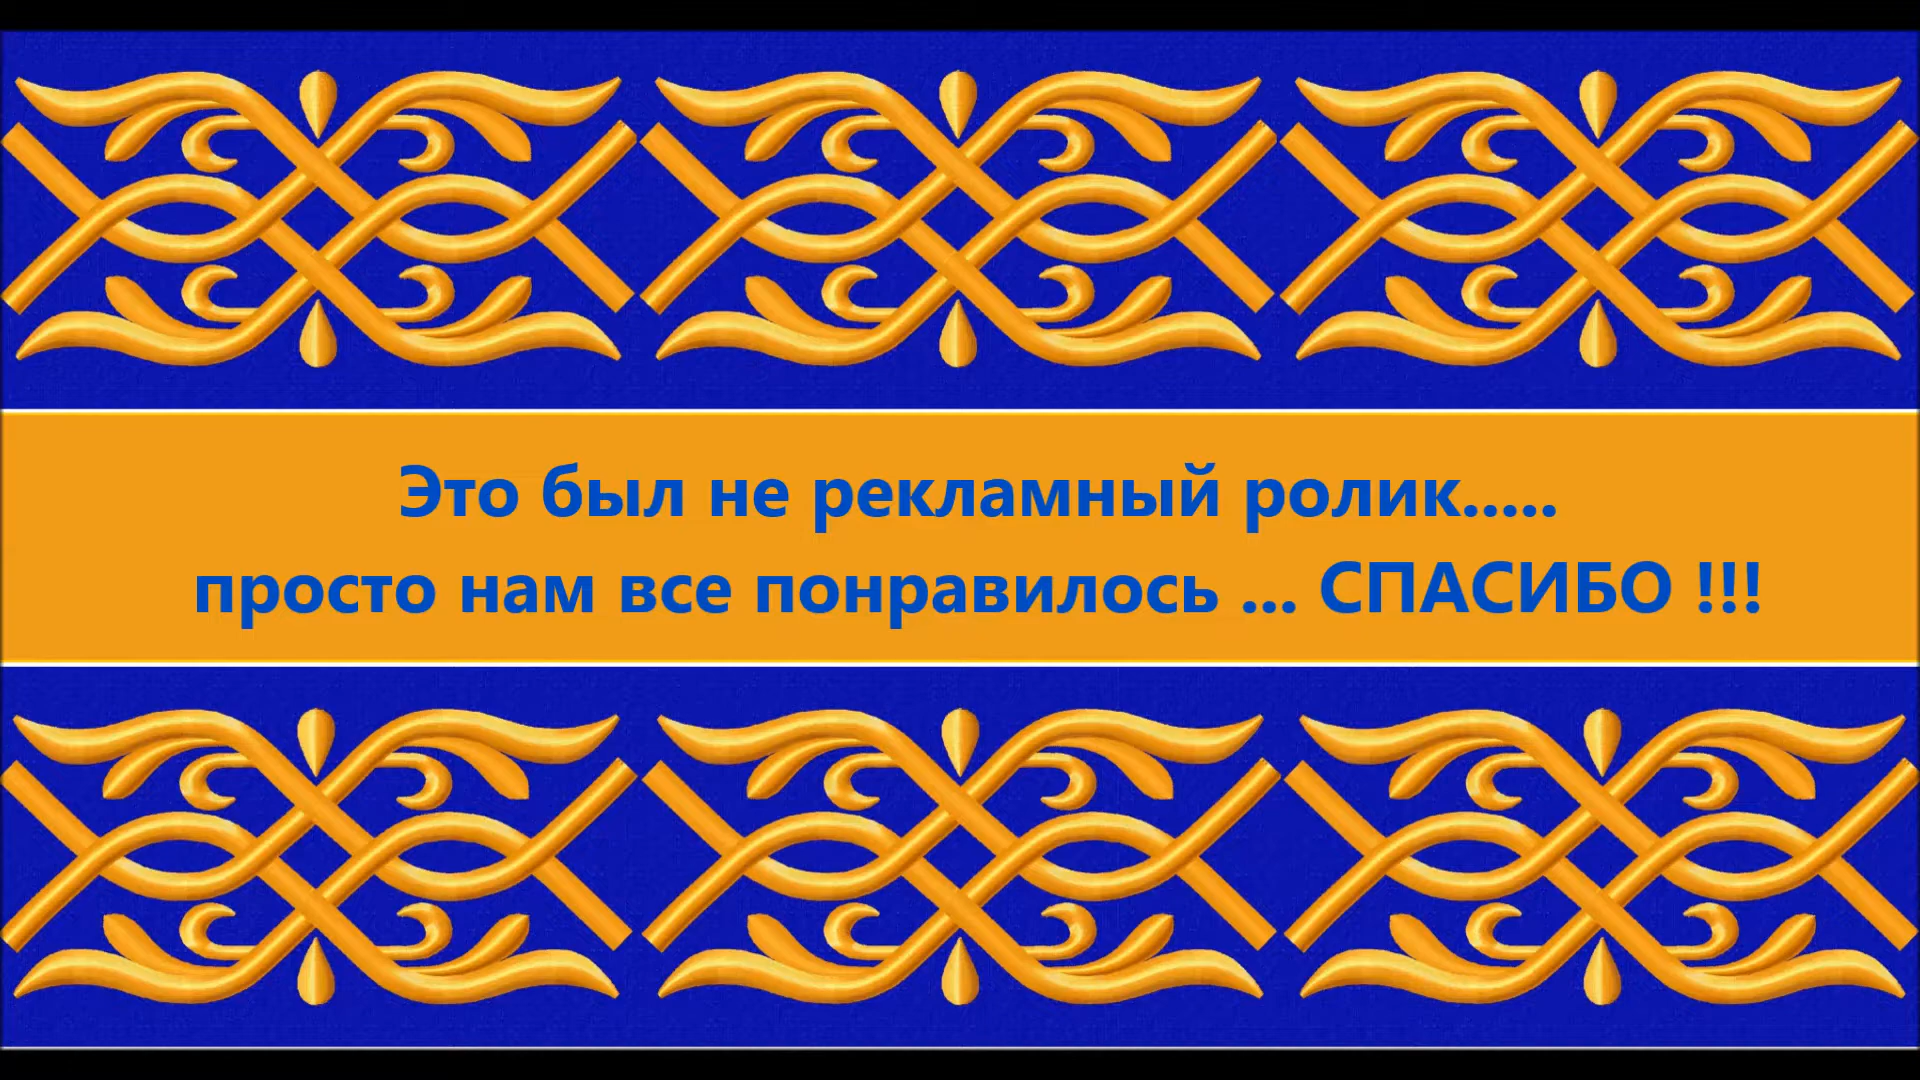 Это был не рекламный ролик.....
просто нам все понравилось ... СПАСИБО !!!